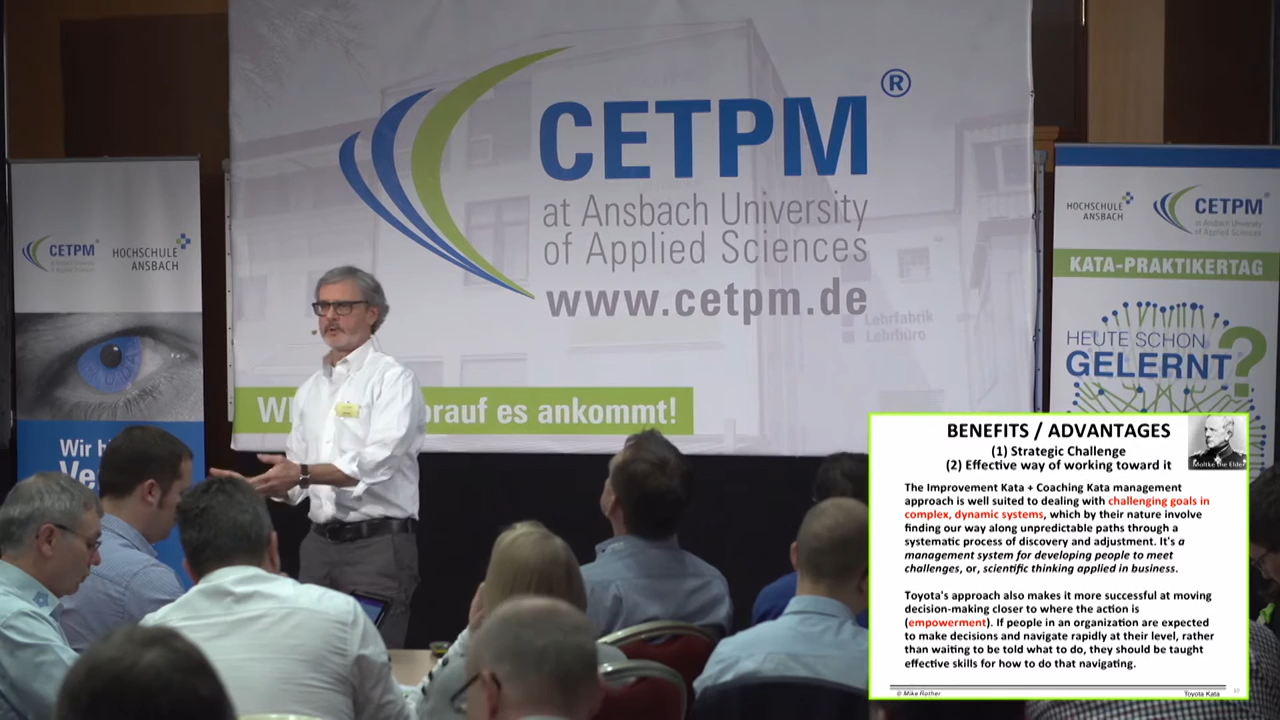 CETPM®
at Ansbach University
of Applied Sciences
www.cetpm.de
Lehrfabrik
Lehrbüro
orauf es ankommt!
CETPM
at Ansbach University
of Applied Sciences
HOCHSCHULE
ANSBACH
Wir
HOCHSCHULE
ANSBACH
CETPM®
at Ansbach University
of Applied Sciences
KATA-PRAKTIKERTAG
HEUTE SCHON
GELERNT?
BENEFITS / ADVANTAGES
(1) Strategic Challenge
(2) Effective way of working toward it
Moltke the Elder
The Improvement Kata + Coaching Kata management
approach is well suited to dealing with challenging goals in
complex, dynamic systems, which by their nature involve
finding our way along unpredictable paths through a
systematic process of discovery and adjustment. It's a
management system for developing people to meet
challenges, or, scientific thinking applied in business.
Toyota's approach also makes it more successful at moving
decision-making closer to where the action is
(empowerment). If people in an organization are expected
to make decisions and navigate rapidly at their level, rather
than waiting to be told what to do, they should be taught
effective skills for how to do that navigating.
© Mike Rother
Toyota Kata